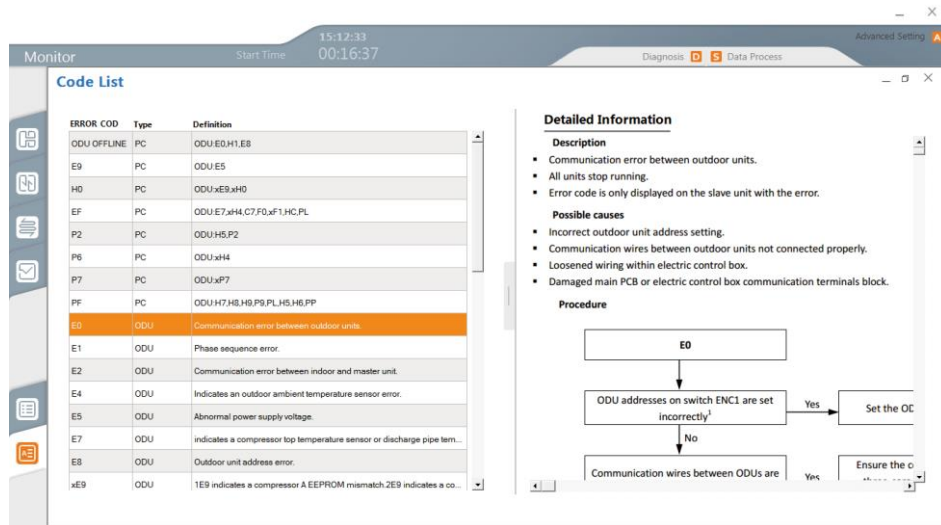 15:12:33
Monitor
Start Time 00:16:37
Advanced Setting A
Diagnosis D S Data Process
Code List
ERROR COD Type Definition
ODU OFFLINE PC ODU:E0,H1,E8
E9 PC ODU:E5
H0 PC ODU:xE9,xH0
EF PC ODU:E7,xH4,C7,F0,xF1,HC,PL
P2 PC ODU:H5,P2
P6 PC ODU:xH4
P7 PC ODU:xP7
PF PC ODU:H7,H8,H9,P9,PL,H5,H6,PP
E0 ODU Communication error between outdoor units.
E1 ODU Phase sequence error.
E2 ODU Communication error between indoor and master unit.
E4 ODU Indicates an outdoor ambient temperature sensor error.
E5 ODU Abnormal power supply voltage.
E7 ODU indicates a compressor top temperature sensor or discharge pipe tem...
E8 ODU Outdoor unit address error.
xE9 ODU 1E9 indicates a compressor A EEPROM mismatch.2E9 indicates a co...
Detailed Information
Description
▪ Communication error between outdoor units.
▪ All units stop running.
▪ Error code is only displayed on the slave unit with the error.
Possible causes
▪ Incorrect outdoor unit address setting.
▪ Communication wires between outdoor units not connected properly.
▪ Loosened wiring within electric control box.
▪ Damaged main PCB or electric control box communication terminals block.
Procedure
E0
ODU addresses on switch ENC1 are set
incorrectly1
Yes
Set the OD
No
Communication wires between ODUs are
Yes
Ensure the c